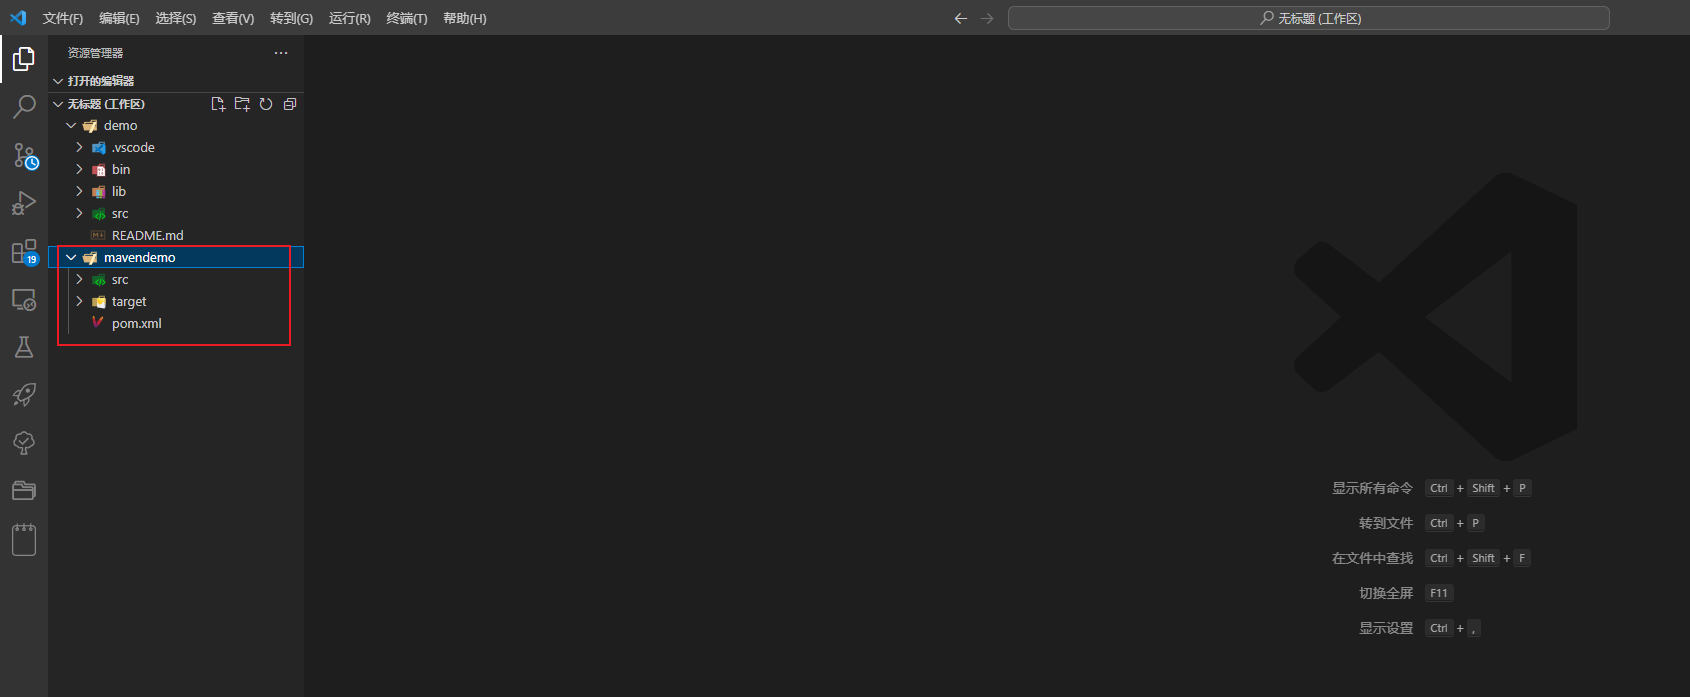 文件(F) 编辑(E) 选择(S) 查看(V) 转到(G) 运行(R) 终端(T) 帮助(H) 无标题 (工作区)
资源管理器
打开的编辑器
无标题 (工作区)
demo
.vscode
bin
lib
src
README.md
19
mavendemo
src
target
pom.xml
显示所有命令 Ctrl + Shift + P
转到文件 Ctrl + P
在文件中查找 Ctrl + Shift + F
切换全屏 F11
显示设置 Ctrl + ,